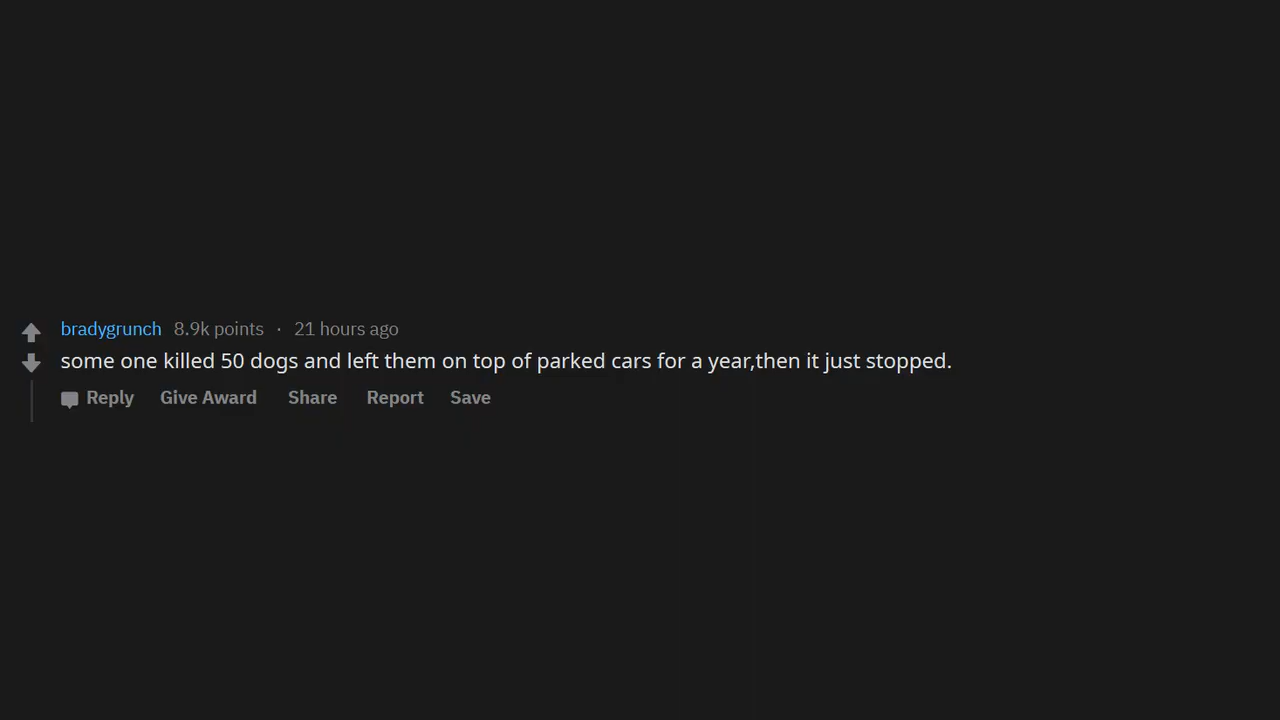 bradygrunch 8.9k points · 21 hours ago
some one killed 50 dogs and left them on top of parked cars for a year,then it just stopped.
Reply Give Award Share Report Save